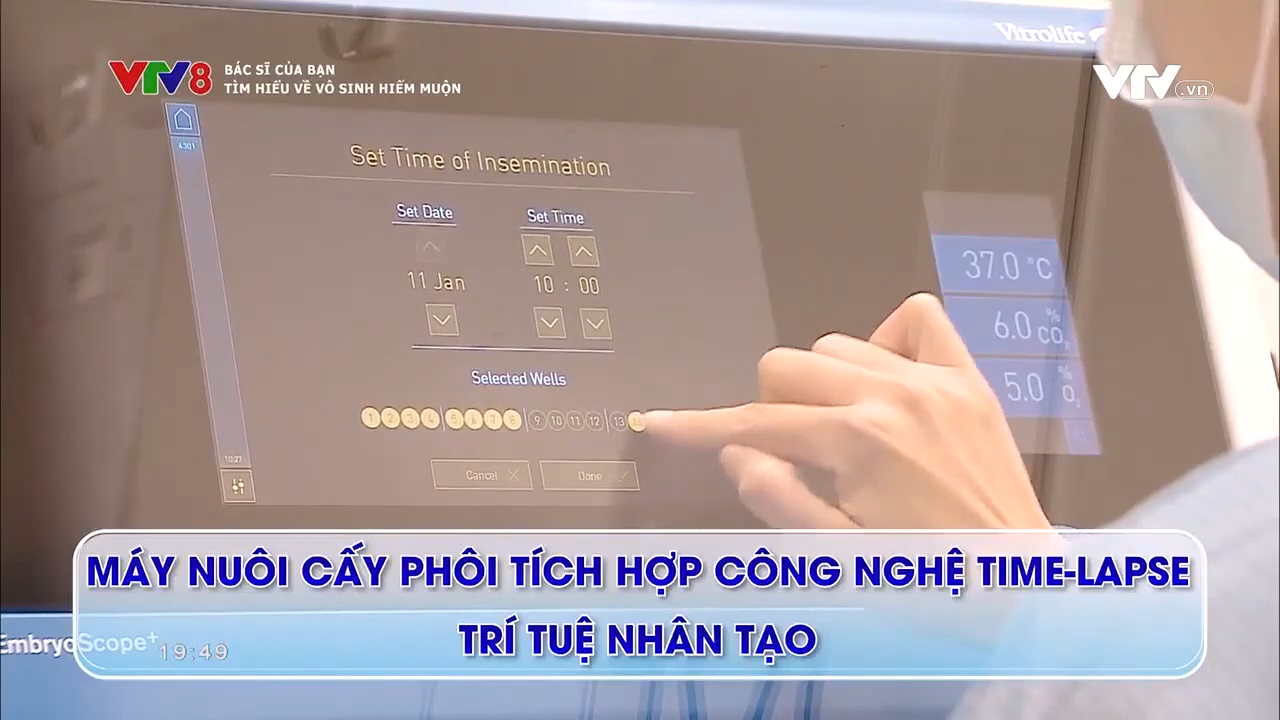 Vitrolife
VTV8
BÁC SĨ CỦA BẠN
TÌM HIỂU VỀ VÔ SINH HIẾM MUỘN
VTV.vn
A301
Set Time of Insemination
Set Date
Set Time
11 Jan
10 : 00
37.0 °C
6.0 % CO₂
5.0 % O₂
Selected Wells
1 2 3 4 5 6 7 8 9 10 11 12 13
10:27
Cancel
Done
MÁY NUÔI CẤY PHÔI TÍCH HỢP CÔNG NGHỆ TIME-LAPSE
TRÍ TUỆ NHÂN TẠO
EmbryoScope+
19:49